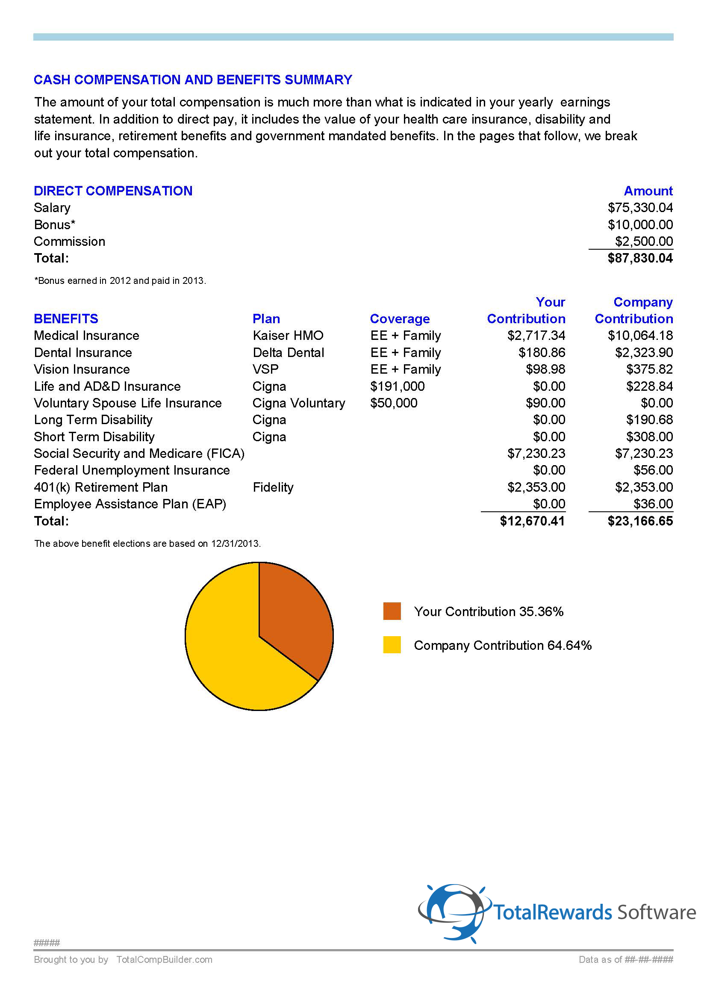 CASH COMPENSATION AND BENEFITS SUMMARY
The amount of your total compensation is much more than what is indicated in your yearly earnings
statement. In addition to direct pay, it includes the value of your health care insurance, disability and
life insurance, retirement benefits and government mandated benefits. In the pages that follow, we break
out your total compensation.
DIRECT COMPENSATION Amount
Salary $75,330.04
Bonus* $10,000.00
Commission $2,500.00
Total: $87,830.04
*Bonus earned in 2012 and paid in 2013.
Your Company
BENEFITS Plan Coverage Contribution Contribution
Medical Insurance Kaiser HMO EE + Family $2,717.34 $10,064.18
Dental Insurance Delta Dental EE + Family $180.86 $2,323.90
Vision Insurance VSP EE + Family $98.98 $375.82
Life and AD&D Insurance Cigna $191,000 $0.00 $228.84
Voluntary Spouse Life Insurance Cigna Voluntary $50,000 $90.00 $0.00
Long Term Disability Cigna $0.00 $190.68
Short Term Disability Cigna $0.00 $308.00
Social Security and Medicare (FICA) $7,230.23 $7,230.23
Federal Unemployment Insurance $0.00 $56.00
401(k) Retirement Plan Fidelity $2,353.00 $2,353.00
Employee Assistance Plan (EAP) $0.00 $36.00
Total: $12,670.41 $23,166.65
The above benefit elections are based on 12/31/2013.
Your Contribution 35.36%
Company Contribution 64.64%
TotalRewards Software
#####
Brought to you by TotalCompBuilder.com Data as of ##-##-####